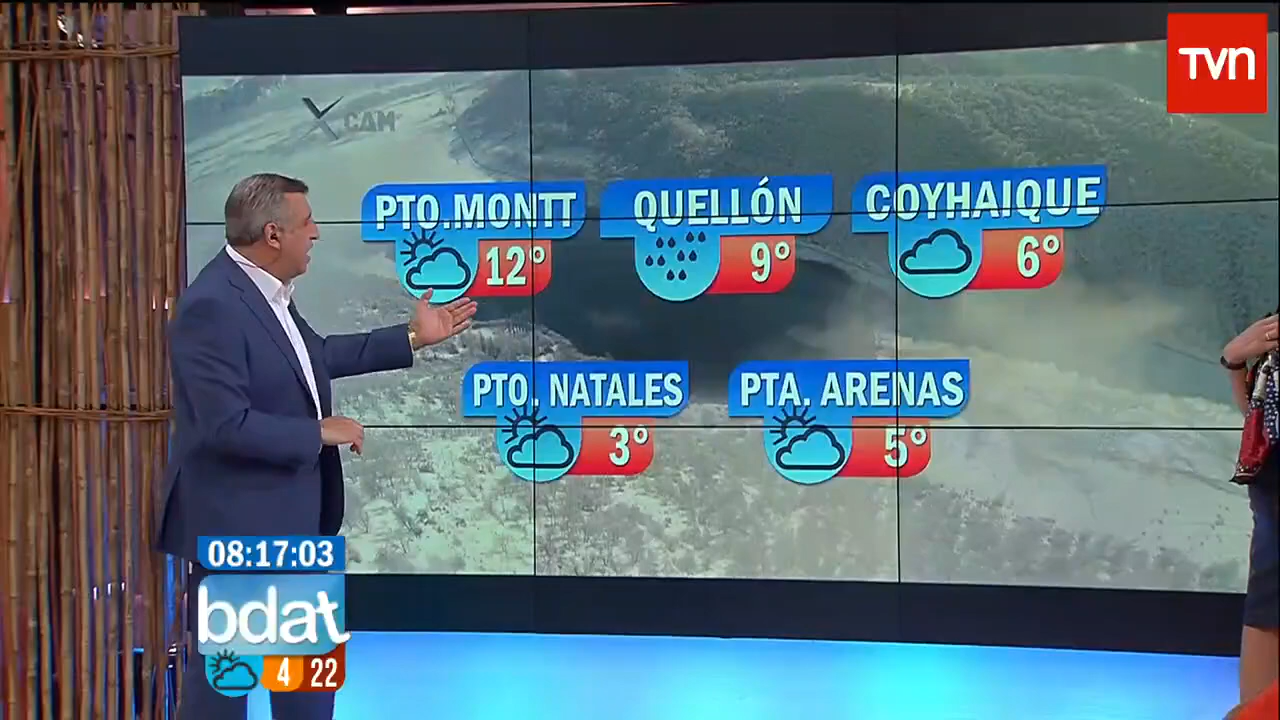 TVN
XCAM
PTO.MONTT QUELLÓN COYHAIQUE
12° 9° 6°
PTO. NATALES PTA. ARENAS
3° 5°
08:17:03
bdat
4 22